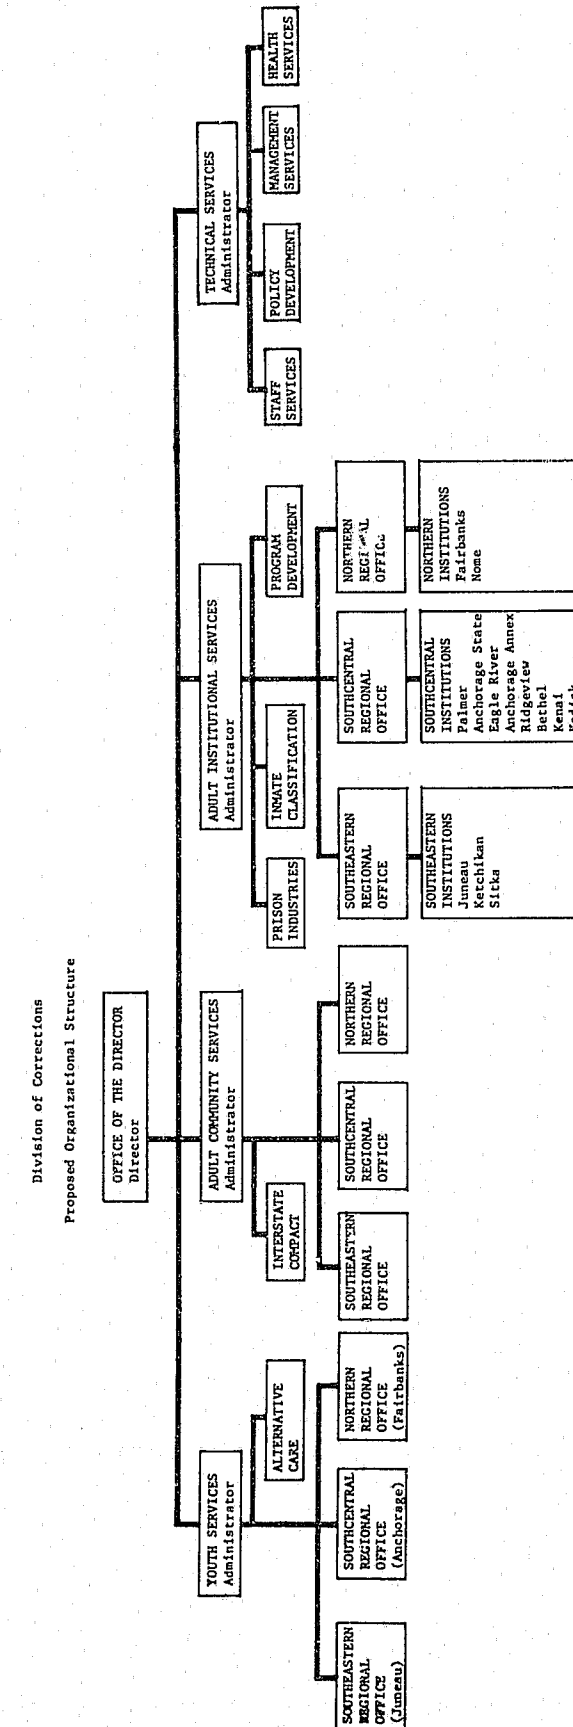 Division of Corrections
Proposed Organizational Structure
OFFICE OF THE DIRECTOR
Director
YOUTH SERVICES
Administrator
ADULT COMMUNITY SERVICES
Administrator
ADULT INSTITUTIONAL SERVICES
Administrator
TECHNICAL SERVICES
Administrator
ALTERNATIVE
CARE
INTERSTATE
COMPACT
PRISON
INDUSTRIES
INMATE
CLASSIFICATION
PROGRAM
DEVELOPMENT
STAFF
SERVICES
POLICY
DEVELOPMENT
MANAGEMENT
SERVICES
HEALTH
SERVICES
SOUTHEASTERN
REGIONAL
OFFICE
(Juneau)
SOUTHCENTRAL
REGIONAL
OFFICE
(Anchorage)
NORTHERN
REGIONAL
OFFICE
(Fairbanks)
SOUTHEASTERN
REGIONAL
OFFICE
SOUTHCENTRAL
REGIONAL
OFFICE
NORTHERN
REGIONAL
OFFICE
SOUTHEASTERN
REGIONAL
OFFICE
SOUTHCENTRAL
REGIONAL
OFFICE
NORTHERN
REGIONAL
OFFICE
SOUTHEASTERN
INSTITUTIONS
Juneau
Ketchikan
Sitka
SOUTHCENTRAL
INSTITUTIONS
Palmer
Anchorage State
Eagle River
Anchorage Annex
Ridgeview
Bethel
Kenai
NORTHERN
INSTITUTIONS
Fairbanks
Nome